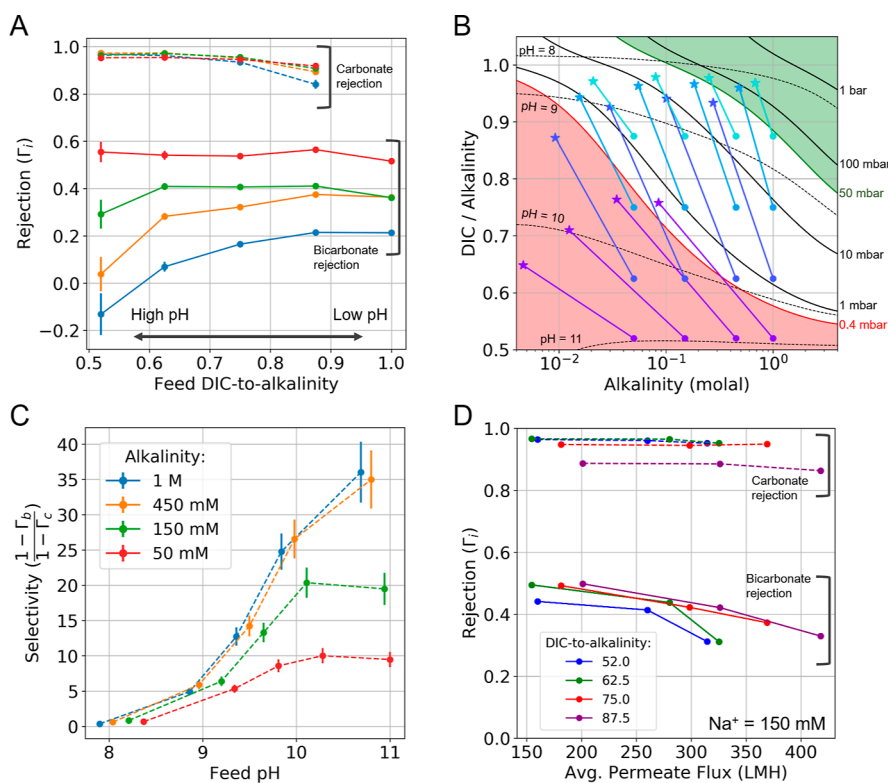 A
Rejection (Γi)
1.0
0.8
0.6
0.4
0.2
0.0
−0.2
Carbonate
rejection
Bicarbonate
rejection
High pH
Low pH
0.5 0.6 0.7 0.8 0.9 1.0
Feed DIC-to-alkalinity
B
DIC / Alkalinity
1.0
0.9
0.8
0.7
0.6
0.5
pH = 8
pH = 9
pH = 10
pH = 11
1 bar
100 mbar
50 mbar
10 mbar
1 mbar
0.4 mbar
10⁻² 10⁻¹ 10⁰
Alkalinity (molal)
C
Selectivity (1 − Γb / 1 − Γc)
40
35
30
25
20
15
10
5
0
Alkalinity:
1 M
450 mM
150 mM
50 mM
8 9 10 11
Feed pH
D
Rejection (Γi)
1.0
0.8
0.6
0.4
0.2
0.0
Carbonate
rejection
Bicarbonate
rejection
DIC-to-alkalinity:
52.0
62.5
75.0
87.5
Na⁺ = 150 mM
150 200 250 300 350 400
Avg. Permeate Flux (LMH)